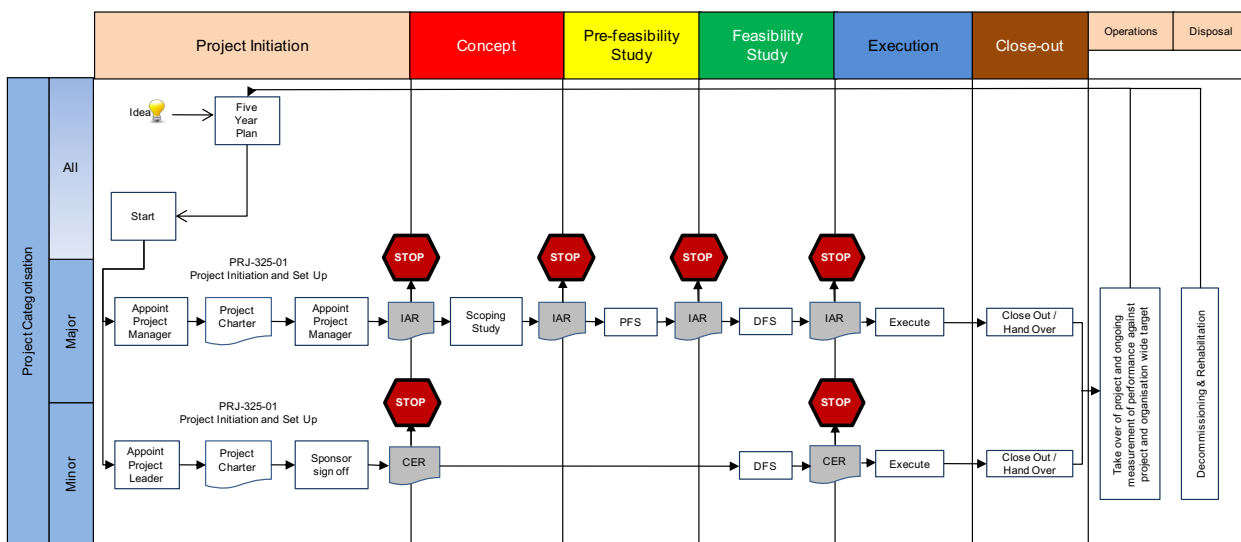 Project Initiation
Concept
Pre-feasibility
Study
Feasibility
Study
Execution
Close-out
Operations
Disposal
Project Categorisation
All
Idea
Five
Year
Plan
Start
Major
PRJ-325-01
Project Initiation and Set Up
STOP
STOP
STOP
STOP
Appoint
Project
Manager
Project
Charter
Appoint
Project
Manager
IAR
Scoping
Study
IAR
PFS
IAR
DFS
IAR
Execute
Close Out /
Hand Over
Minor
PRJ-325-01
Project Initiation and Set Up
STOP
STOP
Appoint
Project
Leader
Project
Charter
Sponsor
sign off
CER
DFS
CER
Execute
Close Out /
Hand Over
Take over of project and ongoing
measurement of performance against
project and organisation wide target
Decommissioning & Rehabilitation